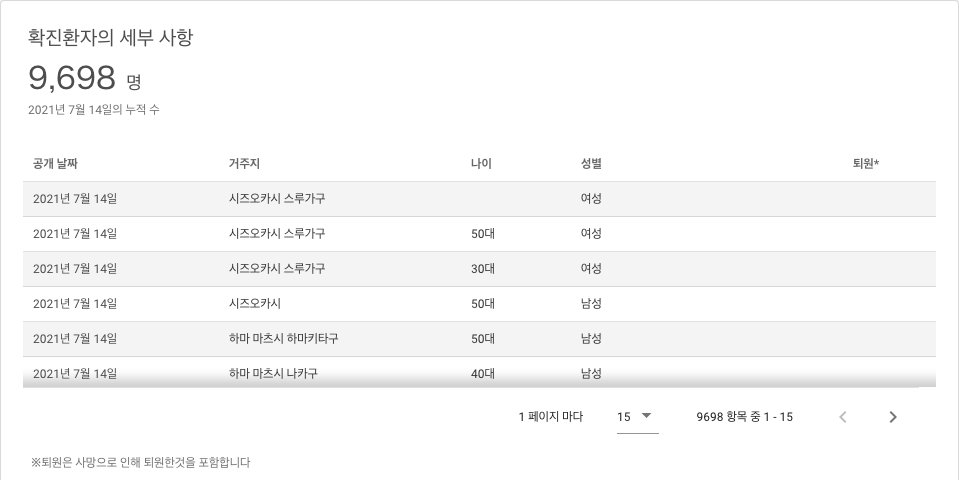 확진환자의 세부 사항
9,698 명
2021년 7월 14일의 누적 수
공개 날짜 거주지 나이 성별 퇴원*
2021년 7월 14일 시즈오카시 스루가구 여성
2021년 7월 14일 시즈오카시 스루가구 50대 여성
2021년 7월 14일 시즈오카시 스루가구 30대 여성
2021년 7월 14일 시즈오카시 50대 남성
2021년 7월 14일 하마 마츠시 하마키타구 50대 남성
2021년 7월 14일 하마 마츠시 나카구 40대 남성
1 페이지 마다 15 9698 항목 중 1 - 15
※퇴원은 사망으로 인해 퇴원한것을 포함합니다